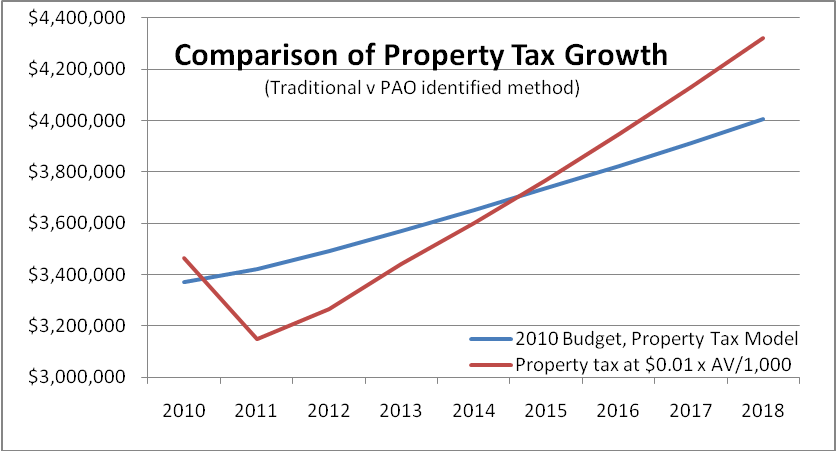 $4,400,000
Comparison of Property Tax Growth
(Traditional v PAO identified method)
$4,200,000
$4,000,000
$3,800,000
$3,600,000
$3,400,000
$3,200,000
$3,000,000
2010 Budget, Property Tax Model
Property tax at $0.01 x AV/1,000
2010 2011 2012 2013 2014 2015 2016 2017 2018